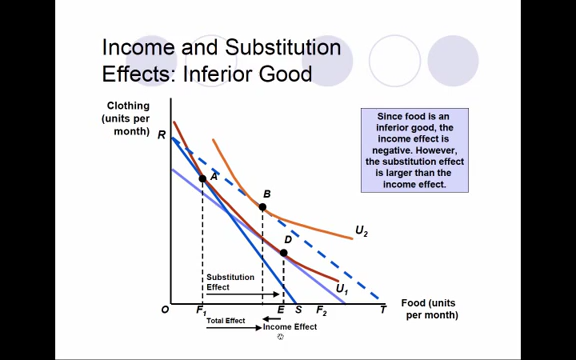 Income and Substitution
Effects: Inferior Good
Clothing
(units per
month)
R
Since food is an
inferior good, the
income effect is
negative. However,
the substitution effect
is larger than the
income effect.
A
B
U2
D
Substitution
Effect
U1
O
F1
E
S
F2
T
Food (units
per month)
Total Effect
Income Effect